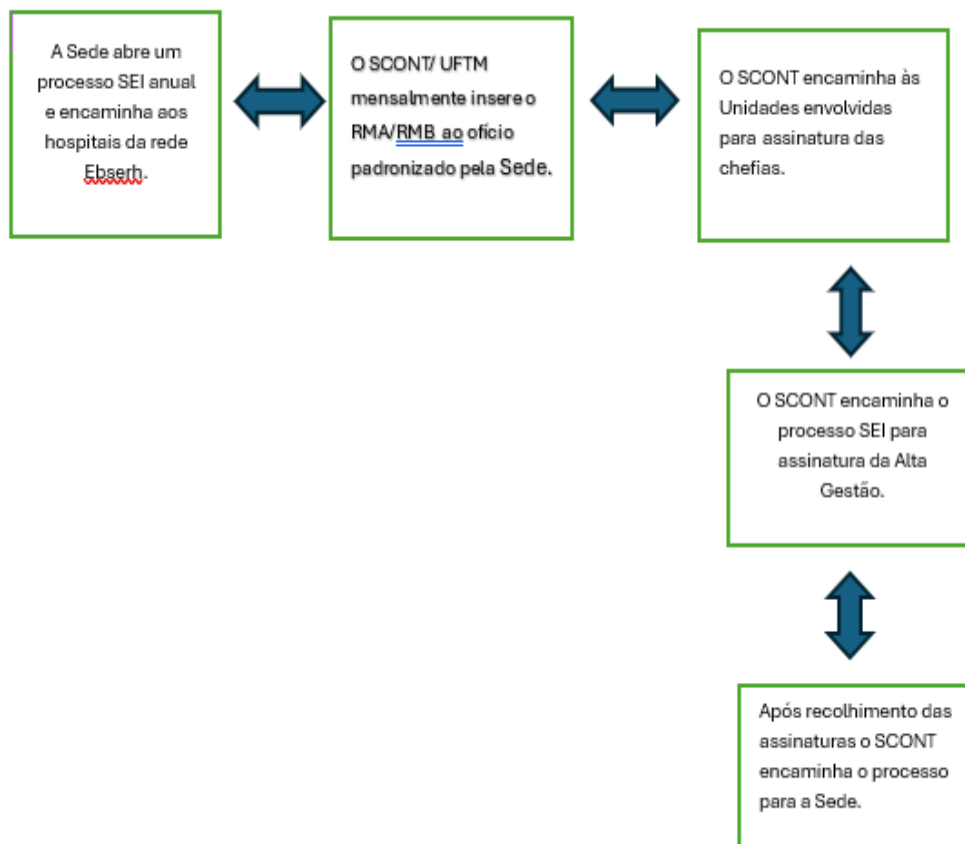 A Sede abre um
processo SEI anual
e encaminha aos
hospitais da rede
Ebserh.
O SCONT/ UFTM
mensalmente insere o
RMA/RMB ao ofício
padronizado pela Sede.
O SCONT encaminha às
Unidades envolvidas
para assinatura das
chefias.
O SCONT encaminha o
processo SEI para
assinatura da Alta
Gestão.
Após recolhimento das
assinaturas o SCONT
encaminha o processo
para a Sede.